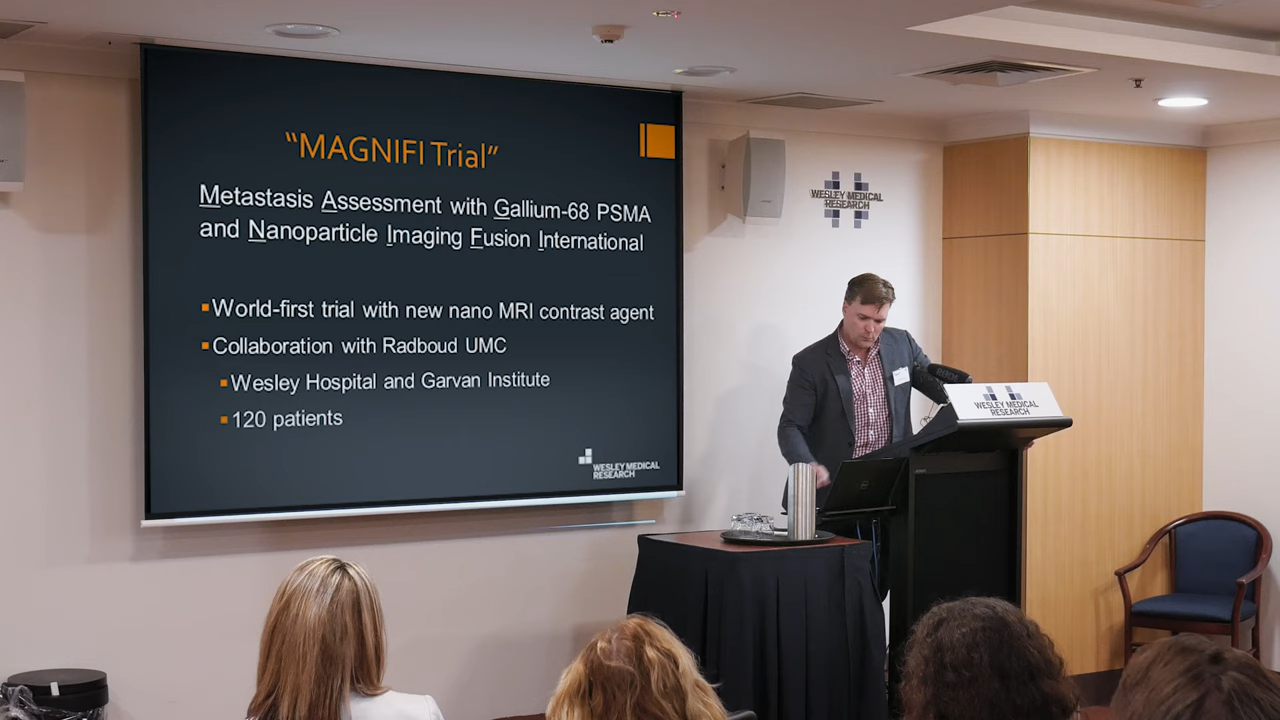 “MAGNIFI Trial”
Metastasis Assessment with Gallium-68 PSMA
and Nanoparticle Imaging Fusion International
World-first trial with new nano MRI contrast agent
Collaboration with Radboud UMC
Wesley Hospital and Garvan Institute
120 patients
WESLEY MEDICAL
RESEARCH
WESLEY MEDICAL
RESEARCH
WESLEY MEDICAL
RESEARCH